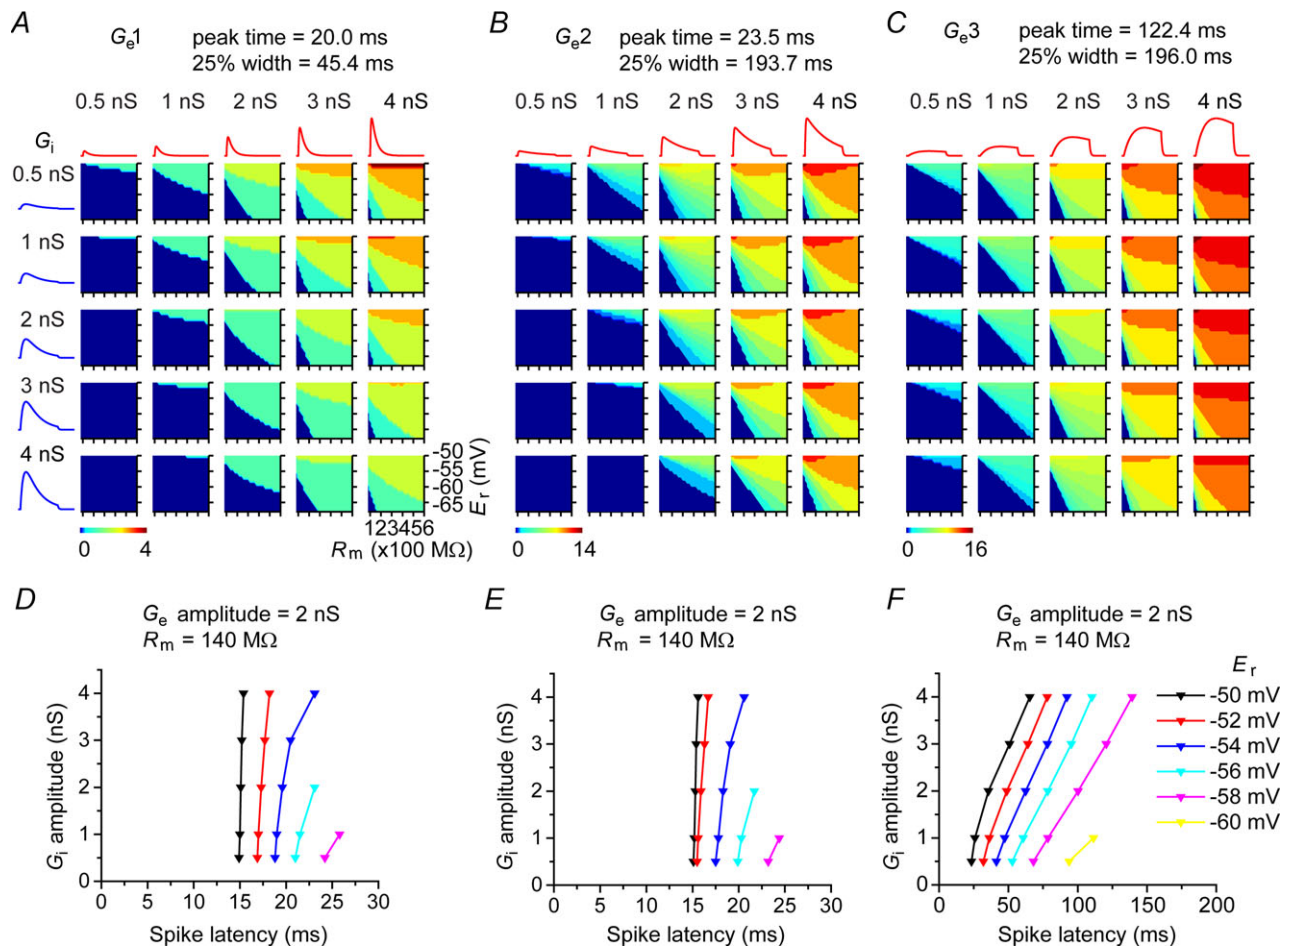 A
Ge1
peak time = 20.0 ms
25% width = 45.4 ms
0.5 nS 1 nS 2 nS 3 nS 4 nS
Gi
0.5 nS
1 nS
2 nS
3 nS
4 nS
-50
-55
-60
-65
Er (mV)
123456
Rm (x100 MΩ)
0 4
B
Ge2
peak time = 23.5 ms
25% width = 193.7 ms
0.5 nS 1 nS 2 nS 3 nS 4 nS
0 14
C
Ge3
peak time = 122.4 ms
25% width = 196.0 ms
0.5 nS 1 nS 2 nS 3 nS 4 nS
0 16
D
Ge amplitude = 2 nS
Rm = 140 MΩ
Gi amplitude (nS)
4
3
2
1
0
0 5 10 15 20 25 30
Spike latency (ms)
E
Ge amplitude = 2 nS
Rm = 140 MΩ
Gi amplitude (nS)
4
3
2
1
0
0 5 10 15 20 25 30
Spike latency (ms)
F
Ge amplitude = 2 nS
Rm = 140 MΩ
Gi amplitude (nS)
4
3
2
1
0
0 50 100 150 200
Spike latency (ms)
Er
-50 mV
-52 mV
-54 mV
-56 mV
-58 mV
-60 mV